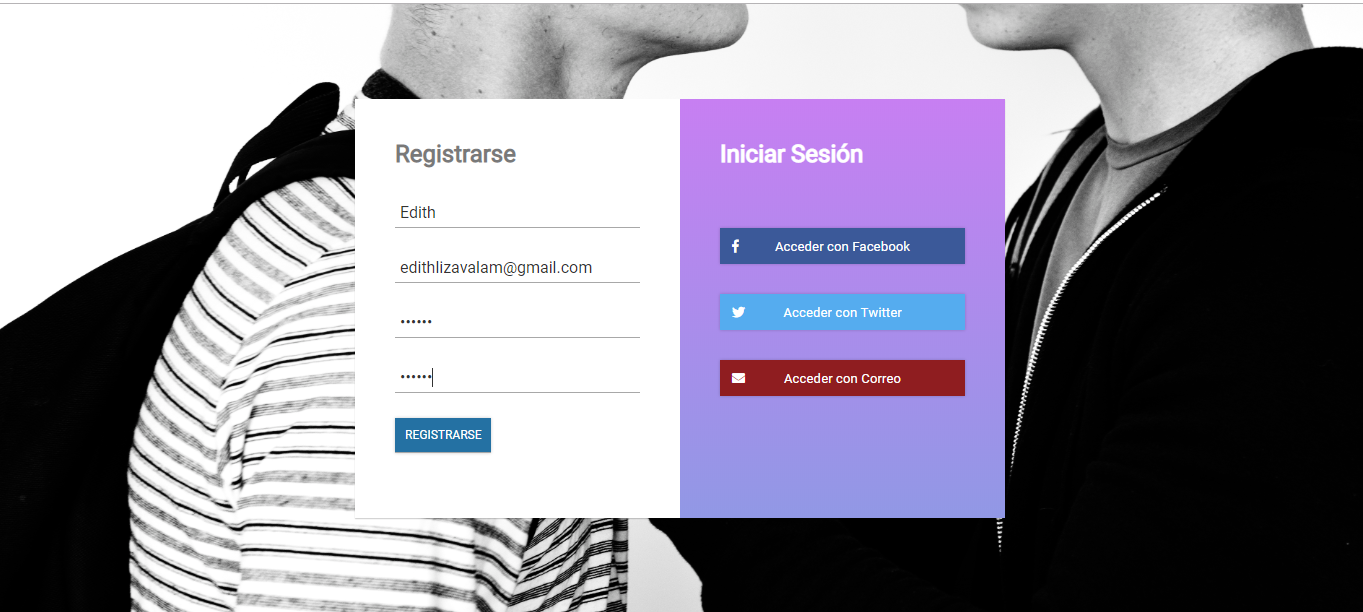 Registrarse
Edith
edithlizavalam@gmail.com
••••••
••••••
REGISTRARSE
Iniciar Sesión
Acceder con Facebook
Acceder con Twitter
Acceder con Correo